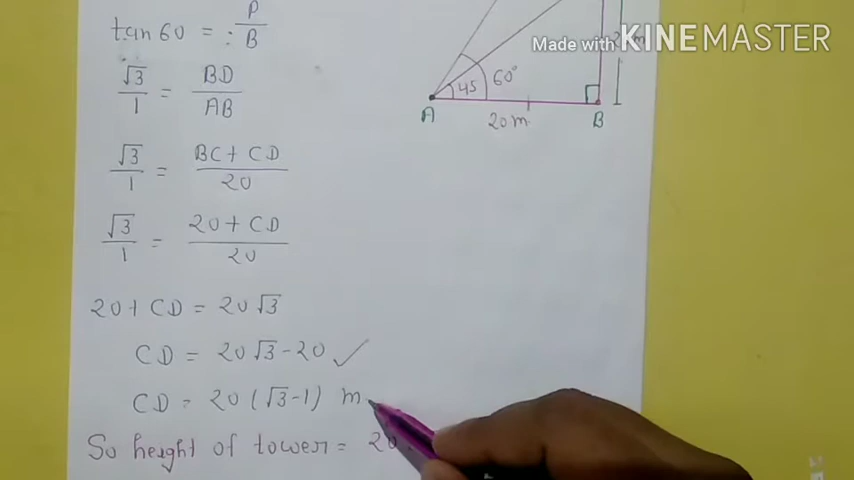 tan 60 = P/B
√3/1 = BD/AB
√3/1 = BC + CD/20
√3/1 = 20 + CD/20
20 + CD = 20√3
CD = 20√3 - 20 ✓
CD = 20 (√3 - 1) m
So height of tower = 20
Made with KINEMASTER
m
45 60°
A 20 m B